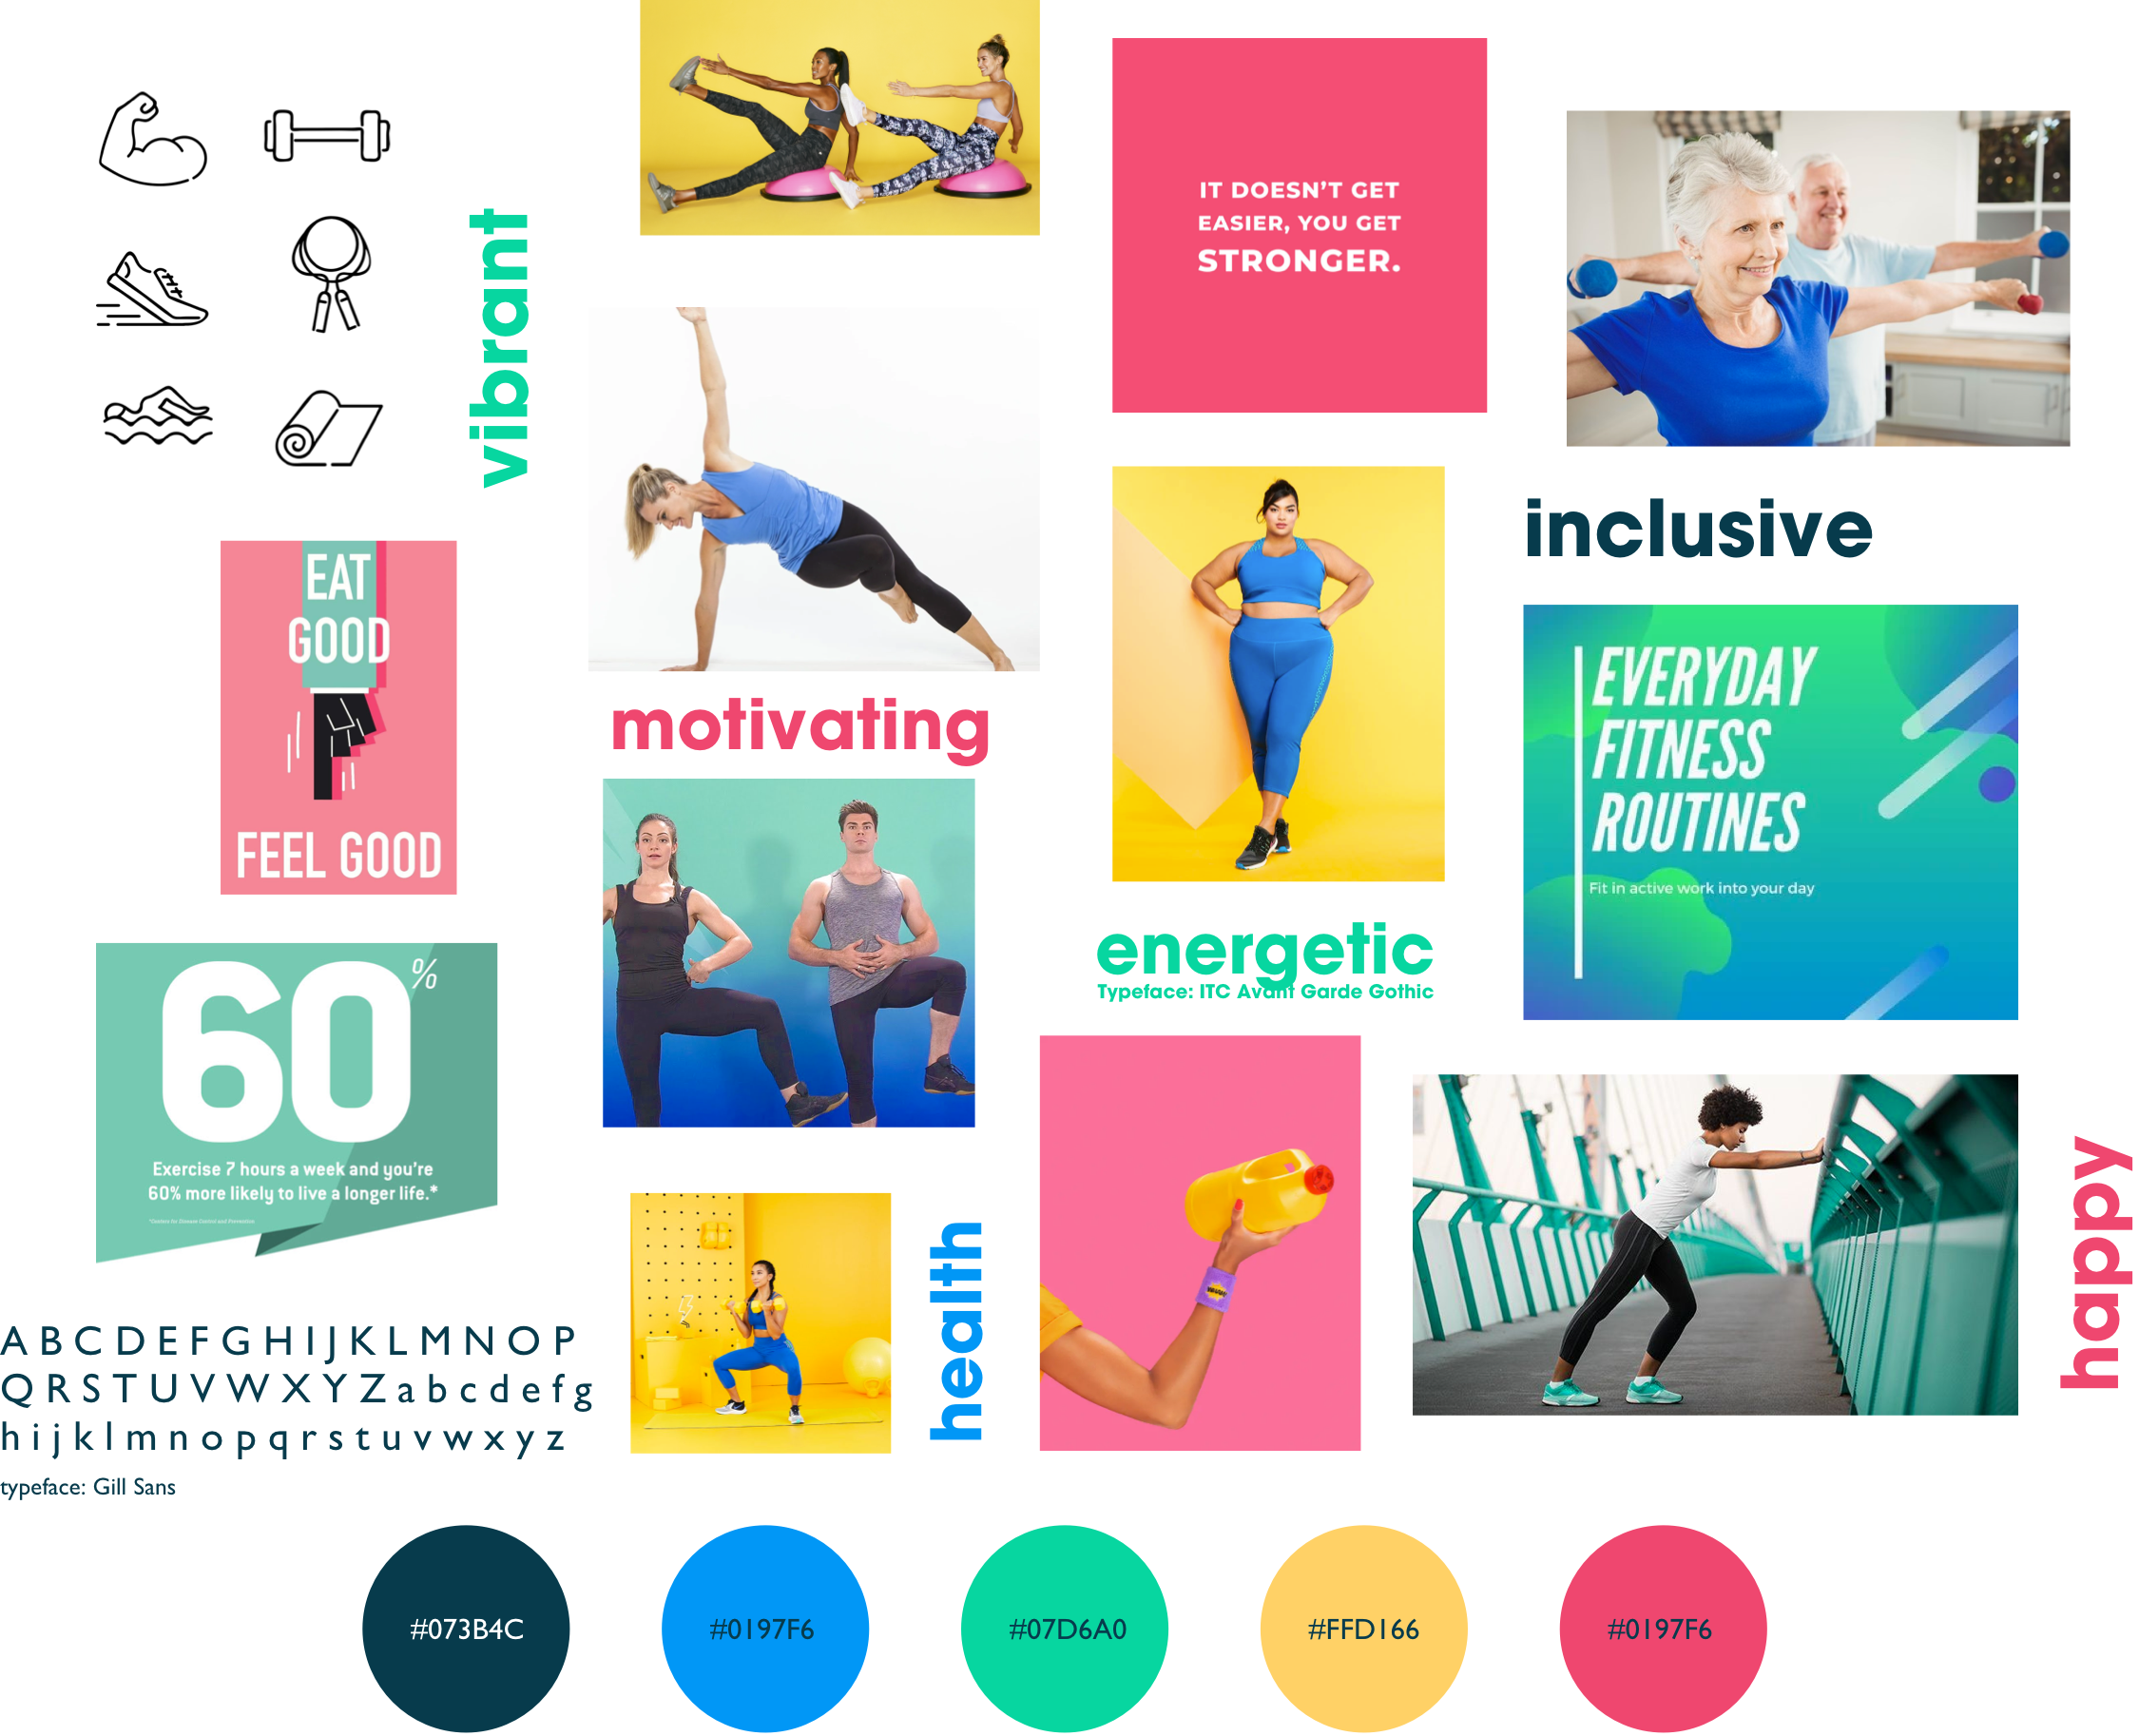 vibrant
IT DOESN'T GET
EASIER, YOU GET
STRONGER.
inclusive
EAT
GOOD
FEEL GOOD
motivating
EVERYDAY
FITNESS
ROUTINES
Fit in active work into your day
energetic
Typeface: ITC Avant Garde Gothic
60%
Exercise 7 hours a week and you're
60% more likely to live a longer life.*
*Centers for Disease Control and Prevention
health
happy
A B C D E F G H I J K L M N O P
Q R S T U V W X Y Z a b c d e f g
h i j k l m n o p q r s t u v w x y z
typeface: Gill Sans
#073B4C
#0197F6
#07D6A0
#FFD166
#0197F6